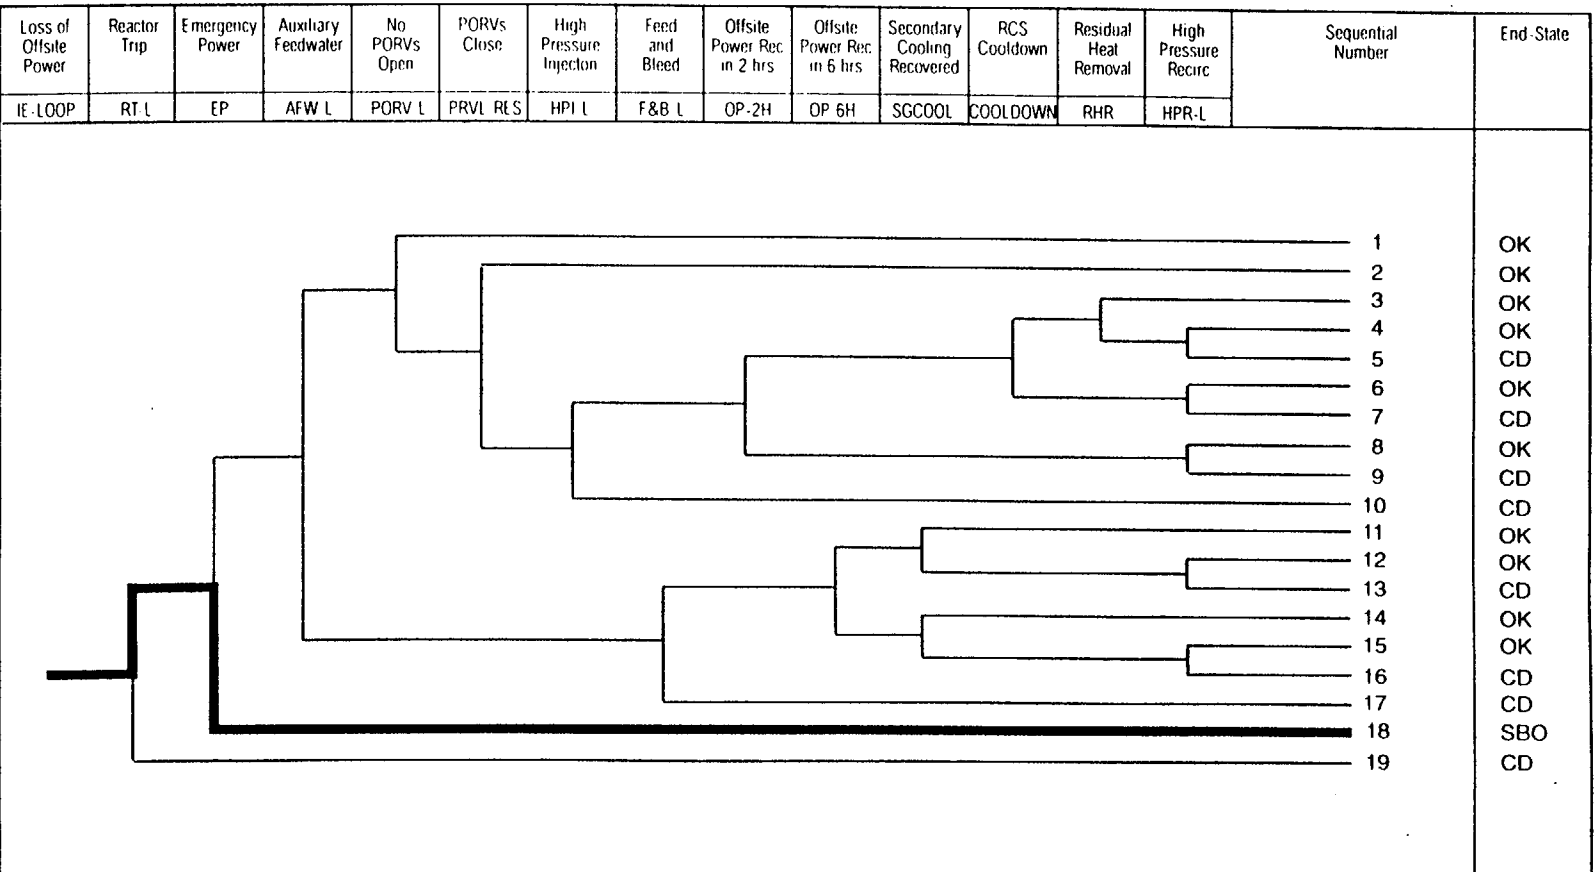 Loss of
Offsite
Power
Reactor
Trip
Emergency
Power
Auxiliary
Feedwater
No
PORVs
Open
PORVs
Close
High
Pressure
Injecton
Feed
and
Bleed
Offsite
Power Rec
in 2 hrs
Offsite
Power Rec
in 6 hrs
Secondary
Cooling
Recovered
RCS
Cooldown
Residual
Heat
Removal
High
Pressure
Recirc
Sequential
Number
End-State
IE-LOOP
RT-L
EP
AFW L
PORV L
PRVL RES
HPI L
F&B L
OP-2H
OP 6H
SGCOOL
COOLDOWN
RHR
HPR-L
1 OK
2 OK
3 OK
4 OK
5 CD
6 OK
7 CD
8 OK
9 CD
10 CD
11 OK
12 OK
13 CD
14 OK
15 OK
16 CD
17 CD
18 SBO
19 CD